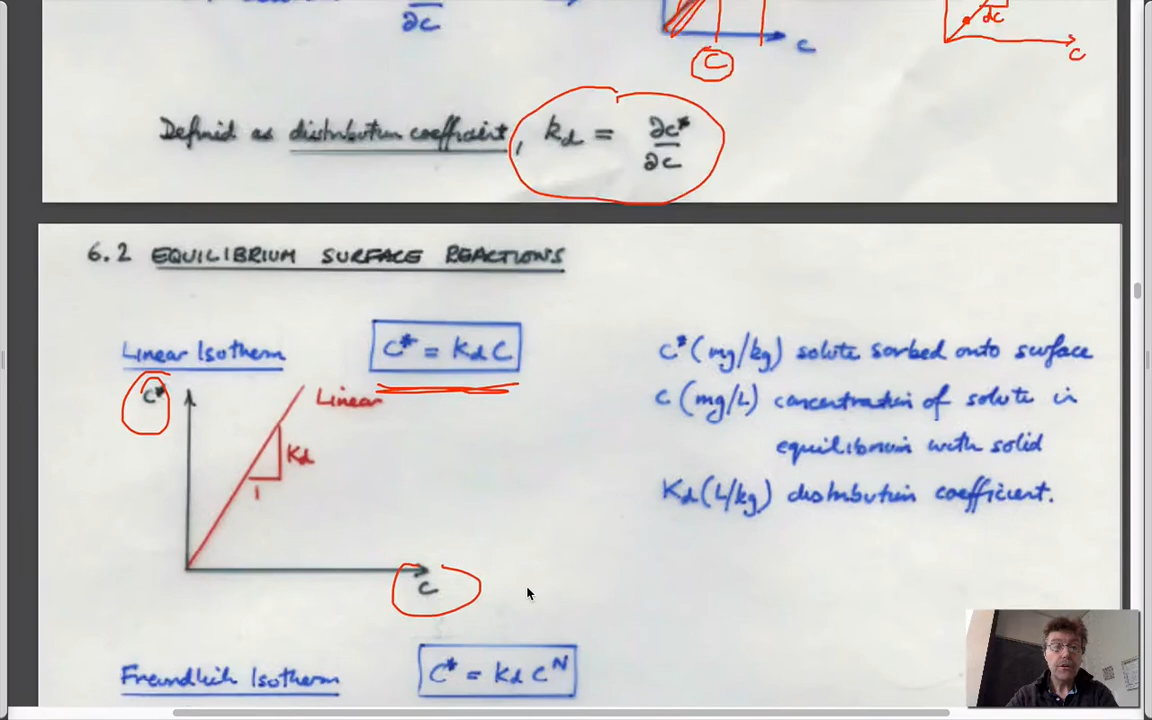 ∂c
c
C
dc
c
Defined as distribution coefficient, kd = ∂c*/∂c
6.2 EQUILIBRIUM SURFACE REACTIONS
Linear Isotherm
C* = Kd C
C*
Linear
Kd
1
C
C* (mg/kg) solute sorbed onto surface
C (mg/L) concentration of solute in
equilibrium with solid
Kd (L/kg) distribution coefficient.
Freundlich Isotherm
C* = Kd C^N